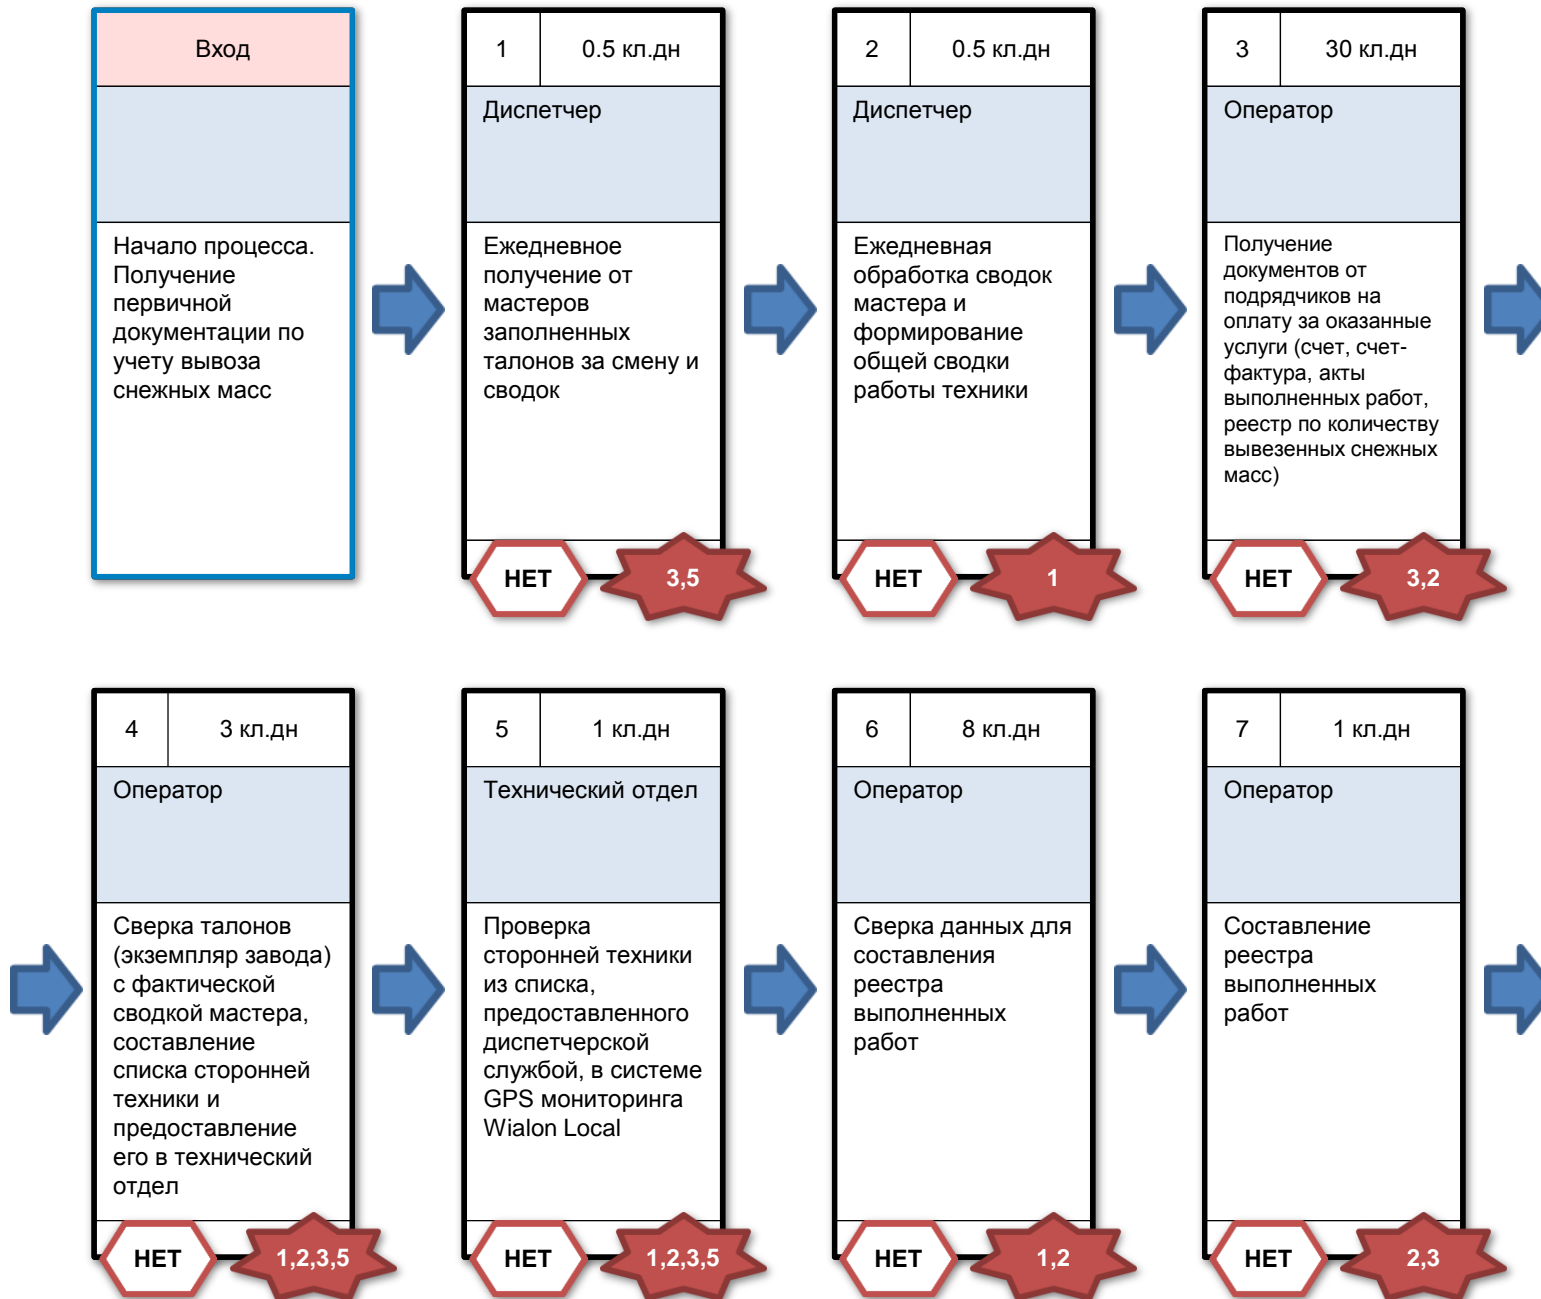 Вход
Начало процесса.
Получение
первичной
документации по
учету вывоза
снежных масс
1
0.5 кл.дн
Диспетчер
Ежедневное
получение от
мастеров
заполненных
талонов за смену и
сводок
НЕТ
3,5
2
0.5 кл.дн
Диспетчер
Ежедневная
обработка сводок
мастера и
формирование
общей сводки
работы техники
НЕТ
1
3
30 кл.дн
Оператор
Получение
документов от
подрядчиков на
оплату за оказанные
услуги (счет, счет-
фактура, акты
выполненных работ,
реестр по количеству
вывезенных снежных
масс)
НЕТ
3,2
4
3 кл.дн
Оператор
Сверка талонов
(экземпляр завода)
с фактической
сводкой мастера,
составление
списка сторонней
техники и
предоставление
его в технический
отдел
НЕТ
1,2,3,5
5
1 кл.дн
Технический отдел
Проверка
сторонней техники
из списка,
предоставленного
диспетчерской
службой, в системе
GPS мониторинга
Wialon Local
НЕТ
1,2,3,5
6
8 кл.дн
Оператор
Сверка данных для
составления
реестра
выполненных
работ
НЕТ
1,2
7
1 кл.дн
Оператор
Составление
реестра
выполненных
работ
НЕТ
2,3